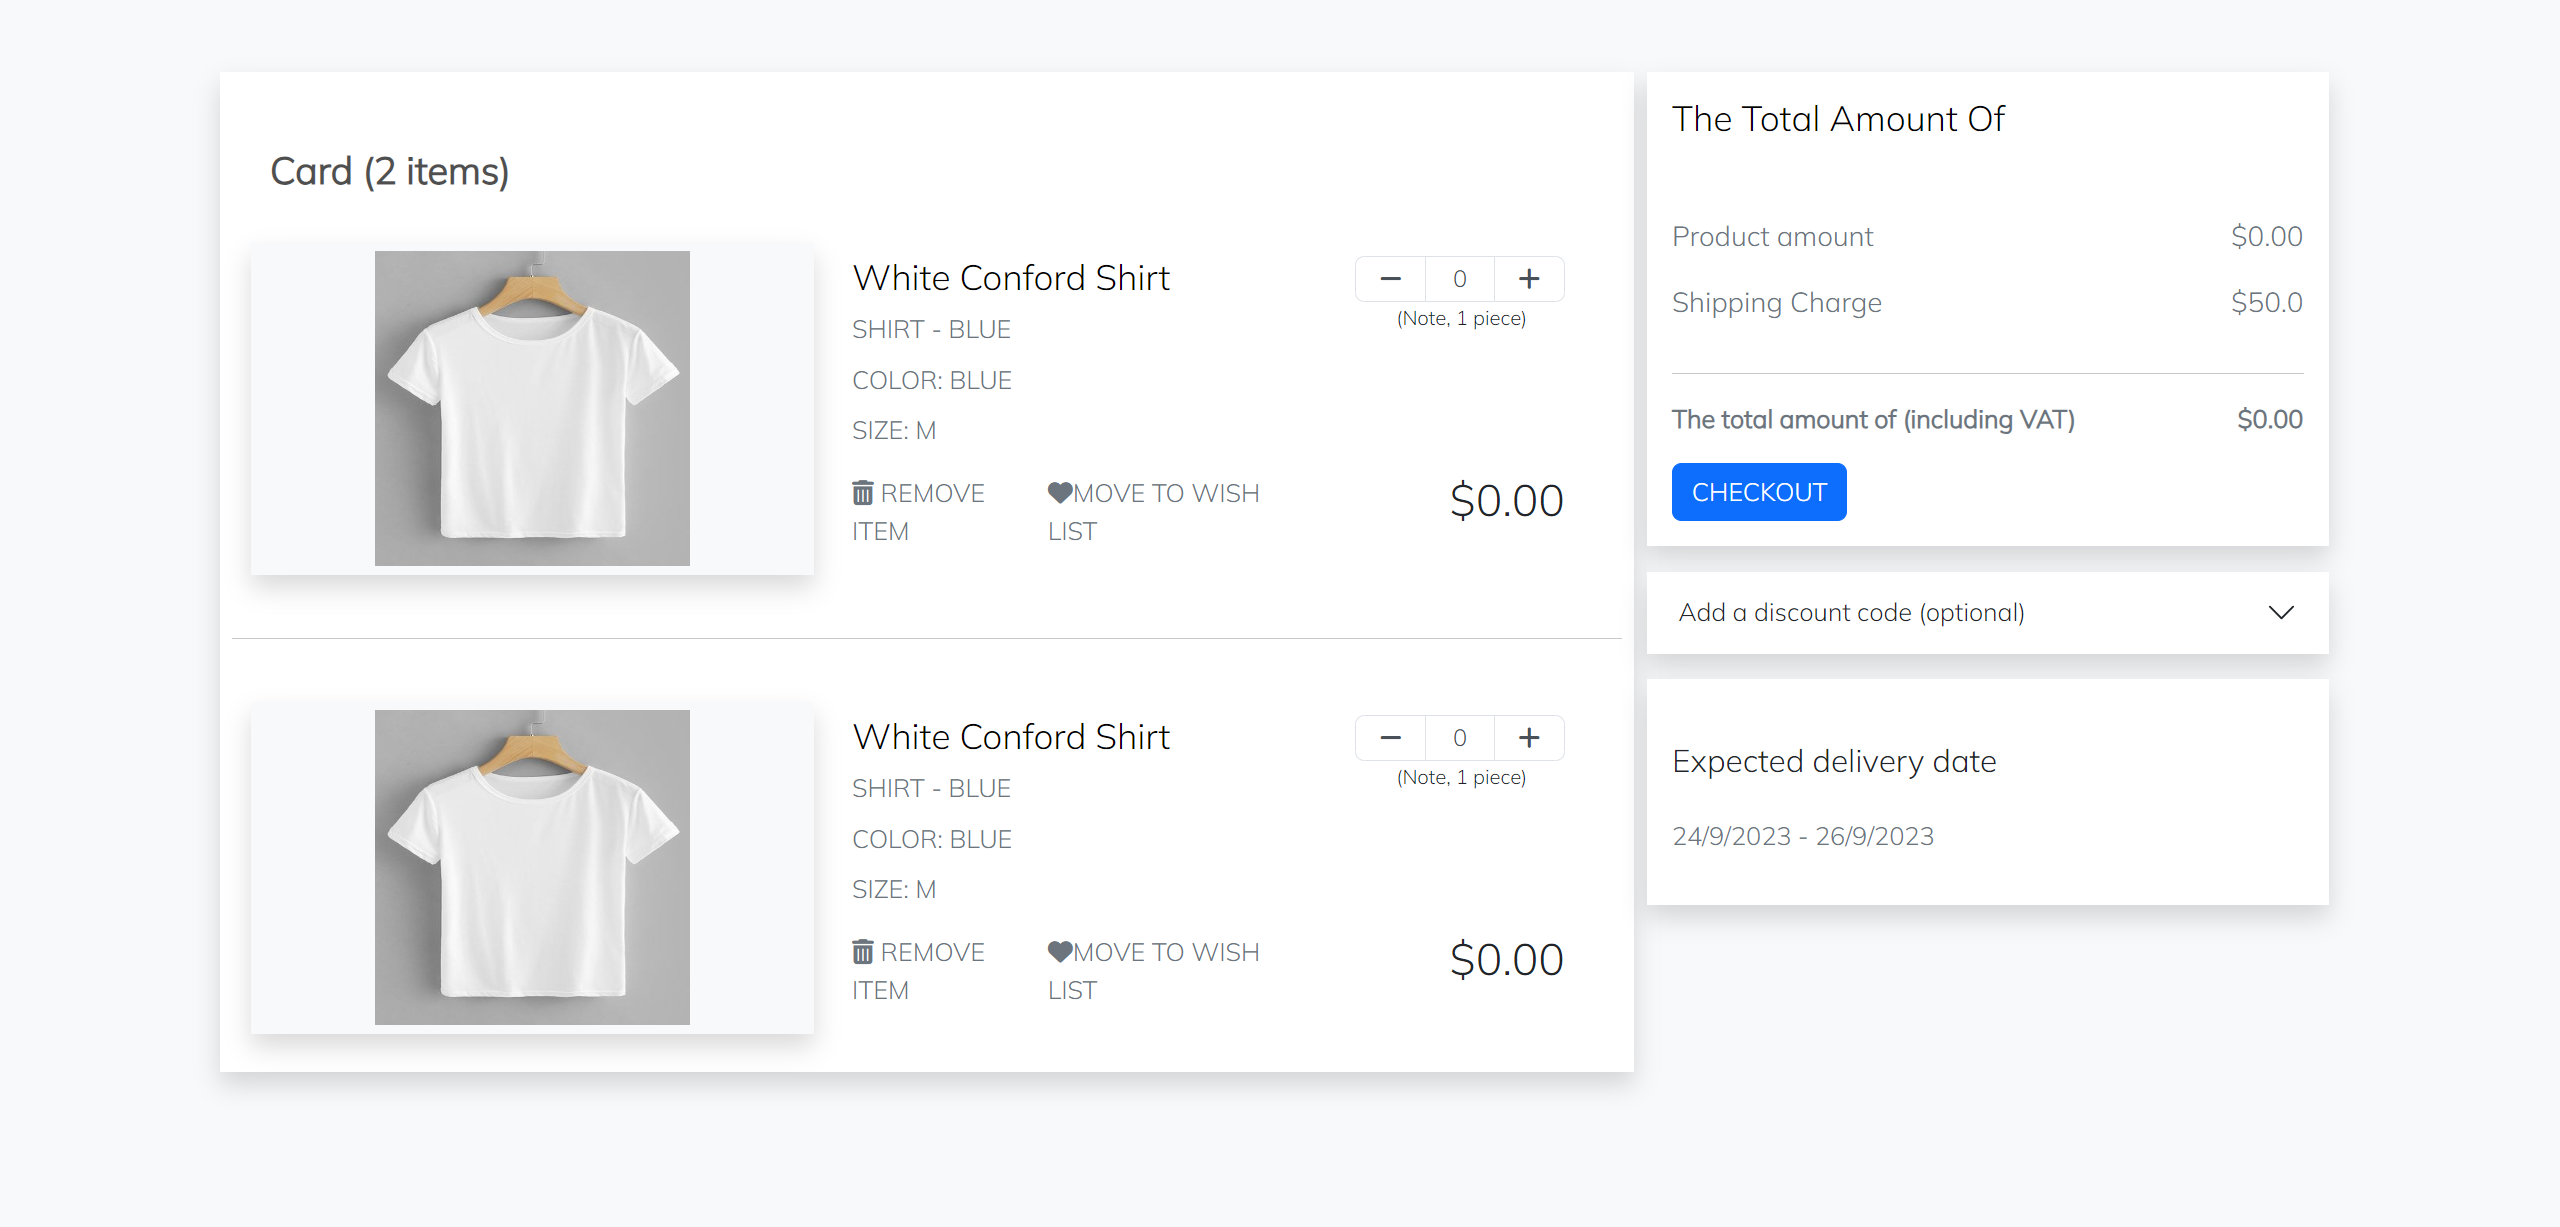 Card (2 items)
White Conford Shirt
0
(Note, 1 piece)
SHIRT - BLUE
COLOR: BLUE
SIZE: M
REMOVE
ITEM
MOVE TO WISH
LIST
$0.00
White Conford Shirt
0
(Note, 1 piece)
SHIRT - BLUE
COLOR: BLUE
SIZE: M
REMOVE
ITEM
MOVE TO WISH
LIST
$0.00
The Total Amount Of
Product amount $0.00
Shipping Charge $50.0
The total amount of (including VAT) $0.00
CHECKOUT
Add a discount code (optional)
Expected delivery date
24/9/2023 - 26/9/2023